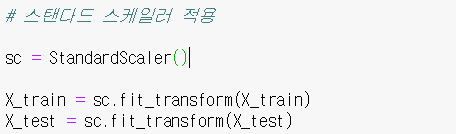 # 스탠다드 스케일러 적용
sc = StandardScaler()
X_train = sc.fit_transform(X_train)
X_test = sc.fit_transform(X_test)